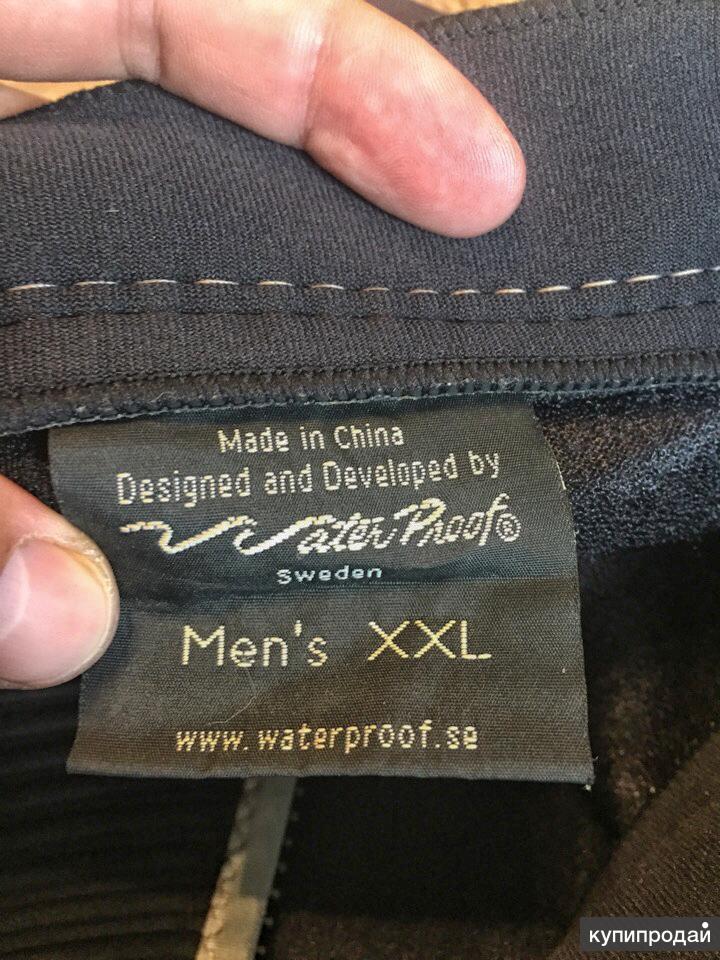 Made in China
Designed and Developed by
WaterProof®
Sweden
Men's XXL
www.waterproof.se
купипродай